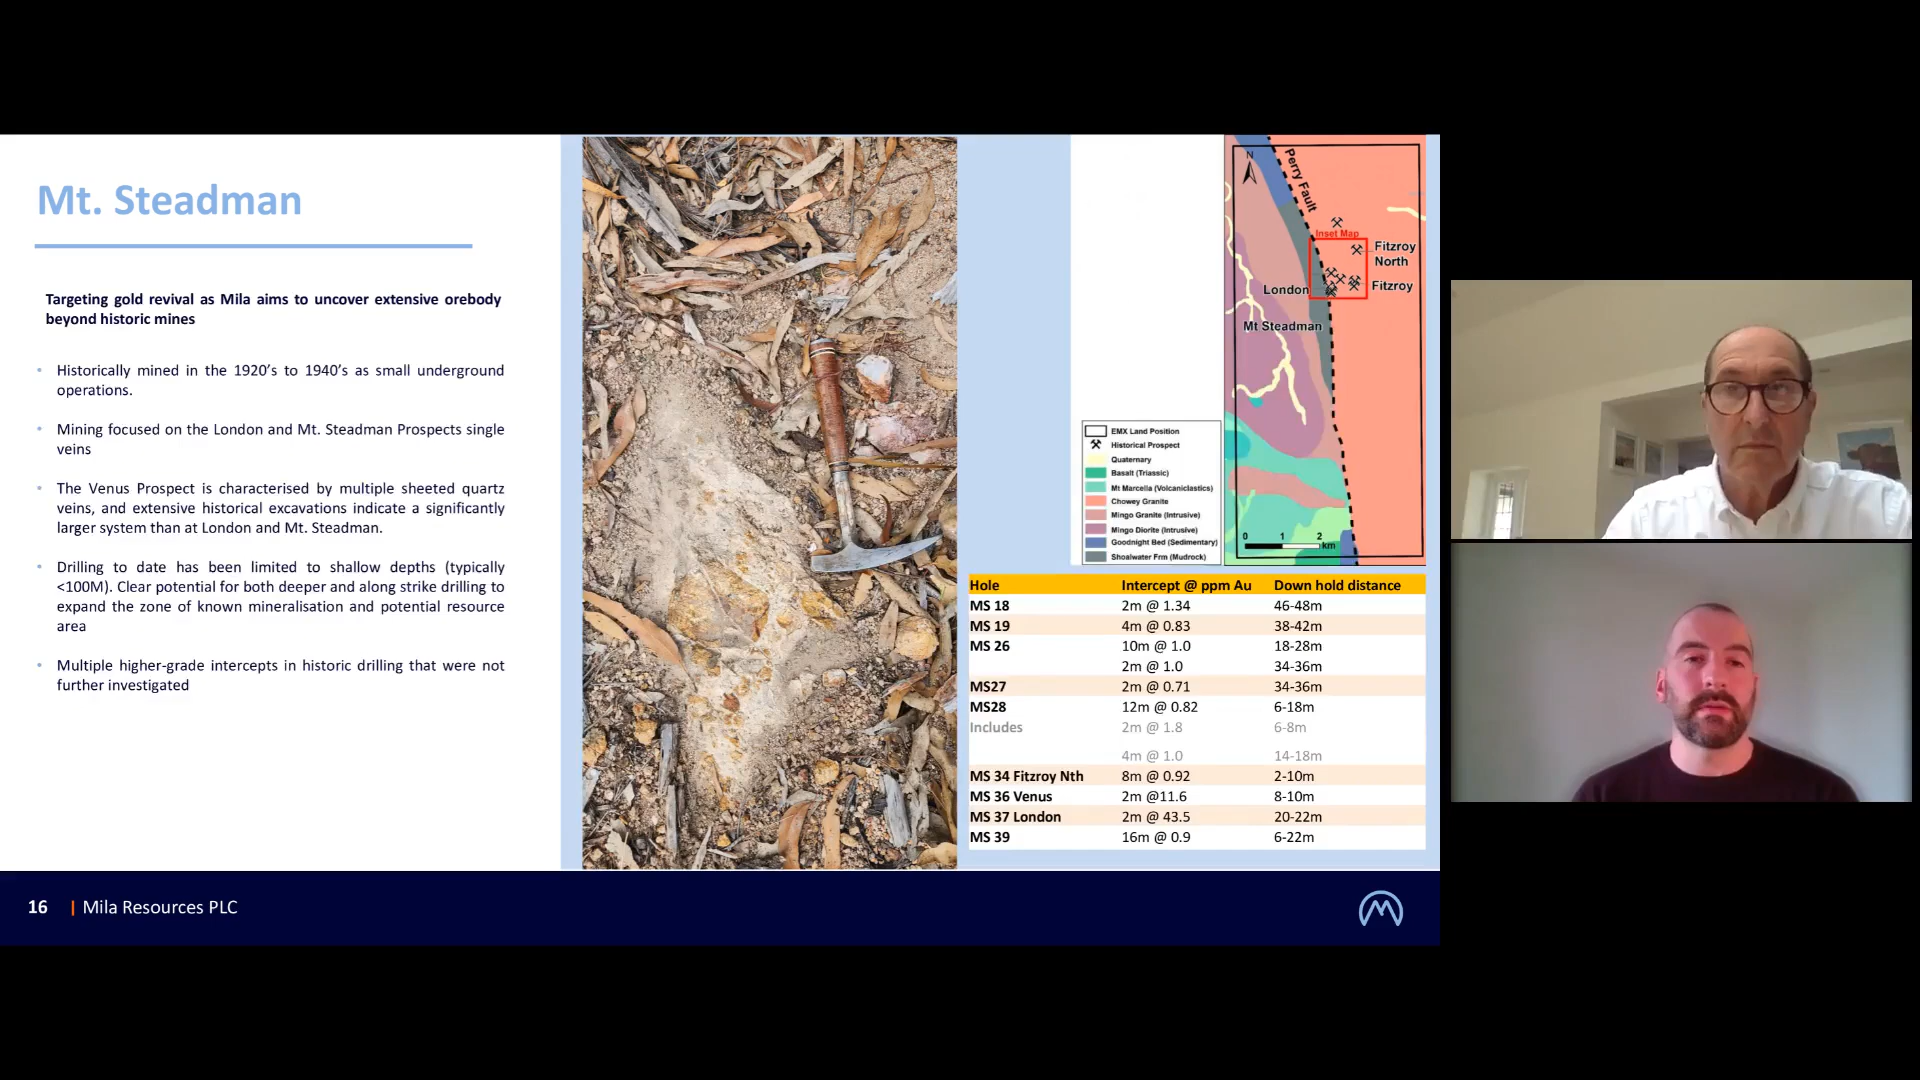 Mt. Steadman
Targeting gold revival as Mila aims to uncover extensive orebody
beyond historic mines
• Historically mined in the 1920's to 1940's as small underground
operations.
• Mining focused on the London and Mt. Steadman Prospects single
veins
• The Venus Prospect is characterised by multiple sheeted quartz
veins, and extensive historical excavations indicate a significantly
larger system than at London and Mt. Steadman.
• Drilling to date has been limited to shallow depths (typically
<100M). Clear potential for both deeper and along strike drilling to
expand the zone of known mineralisation and potential resource
area
• Multiple higher-grade intercepts in historic drilling that were not
further investigated
N
Perry Fault
Inset Map
Fitzroy
North
London
Fitzroy
Mt Steadman
0 1 2
km
EMX Land Position
Historical Prospect
Quaternary
Basalt (Triassic)
Mt Marcella (Volcaniclastics)
Chowey Granite
Mingo Granite (Intrusive)
Mingo Diorite (Intrusive)
Goodnight Bed (Sedimentary)
Shoalwater Frm (Mudrock)
Hole Intercept @ ppm Au Down hold distance
MS 18 2m @ 1.34 46-48m
MS 19 4m @ 0.83 38-42m
MS 26 10m @ 1.0 18-28m
2m @ 1.0 34-36m
MS27 2m @ 0.71 34-36m
MS28 12m @ 0.82 6-18m
Includes 2m @ 1.8 6-8m
4m @ 1.0 14-18m
MS 34 Fitzroy Nth 8m @ 0.92 2-10m
MS 36 Venus 2m @11.6 8-10m
MS 37 London 2m @ 43.5 20-22m
MS 39 16m @ 0.9 6-22m
16 | Mila Resources PLC